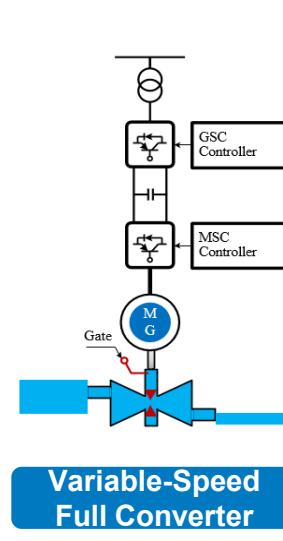 GSC
Controller
MSC
Controller
M
G
Gate
Variable-Speed
Full Converter